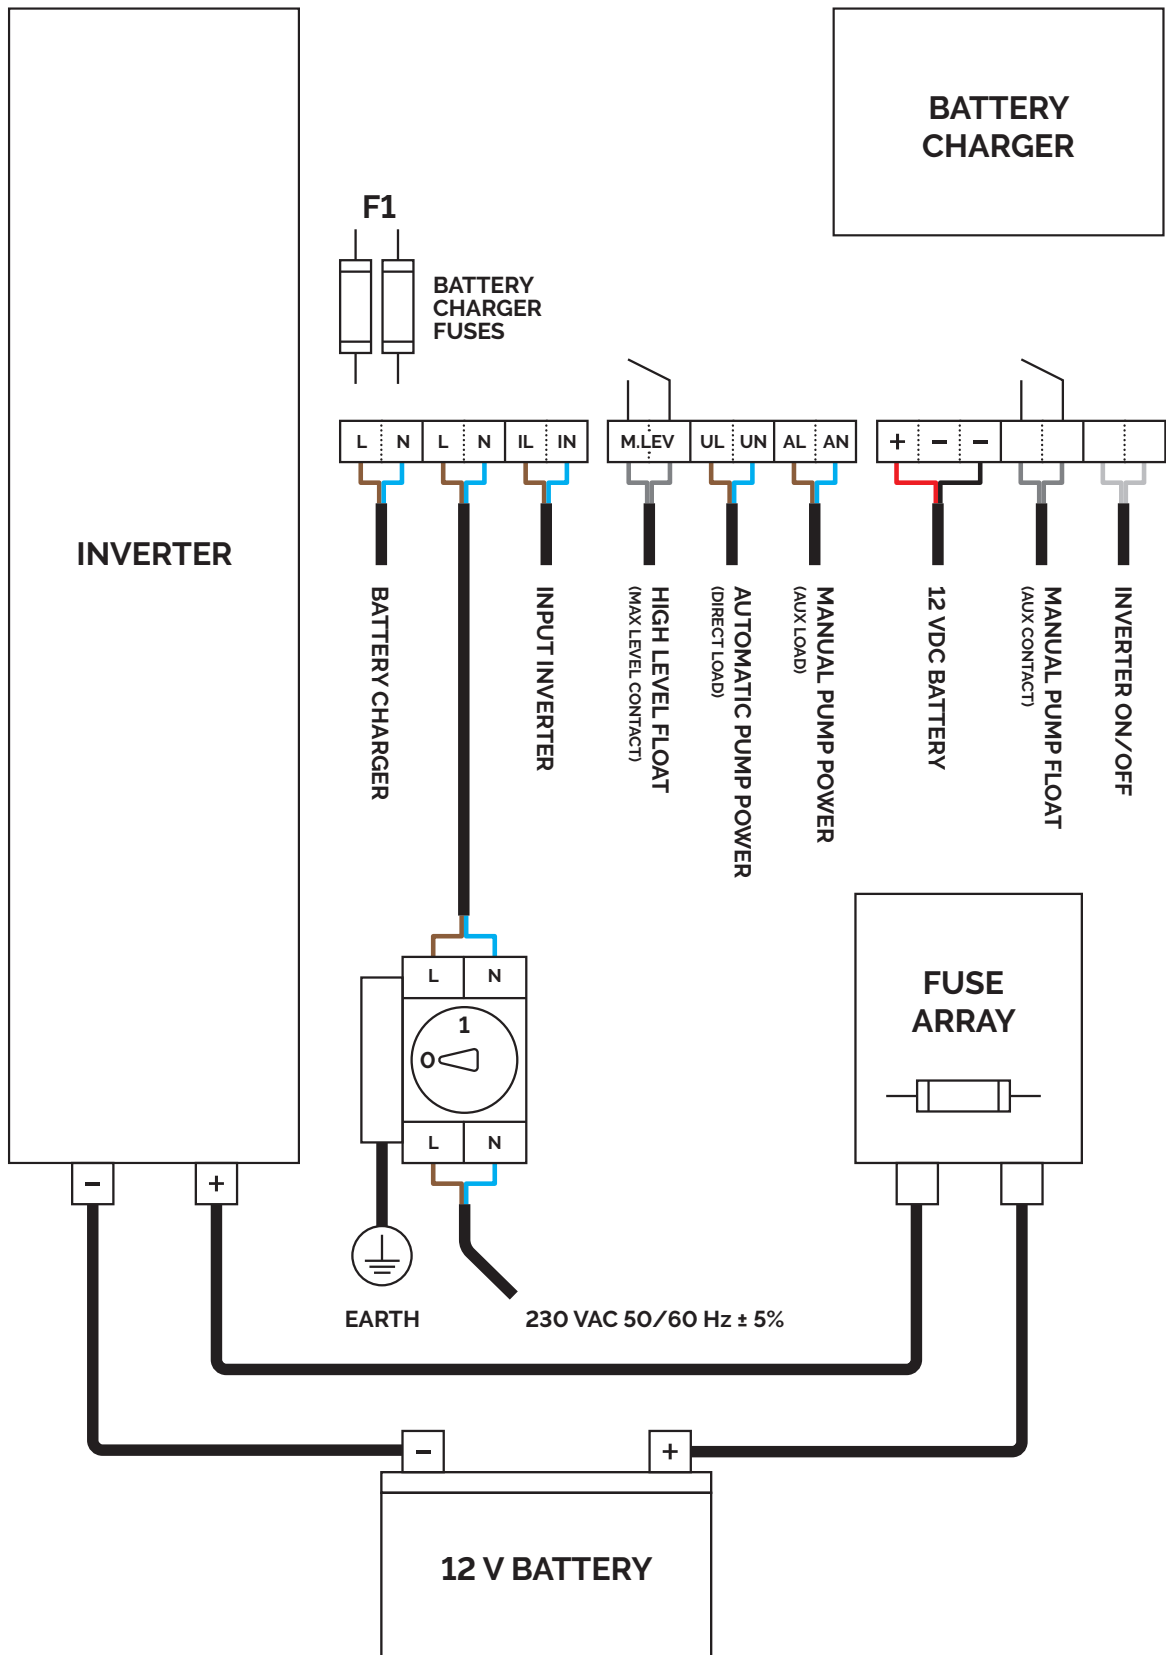 BATTERY
CHARGER
F1
BATTERY
CHARGER
FUSES
L N L N IL IN M.LEV UL UN AL AN + − −
INVERTER
BATTERY CHARGER
INPUT INVERTER
HIGH LEVEL FLOAT
(MAX LEVEL CONTACT)
AUTOMATIC PUMP POWER
(DIRECT LOAD)
MANUAL PUMP POWER
(AUX LOAD)
12 VDC BATTERY
MANUAL PUMP FLOAT
(AUX CONTACT)
INVERTER ON/OFF
L N
1
O
L N
FUSE
ARRAY
− +
EARTH
230 VAC 50/60 Hz ± 5%
− +
12 V BATTERY